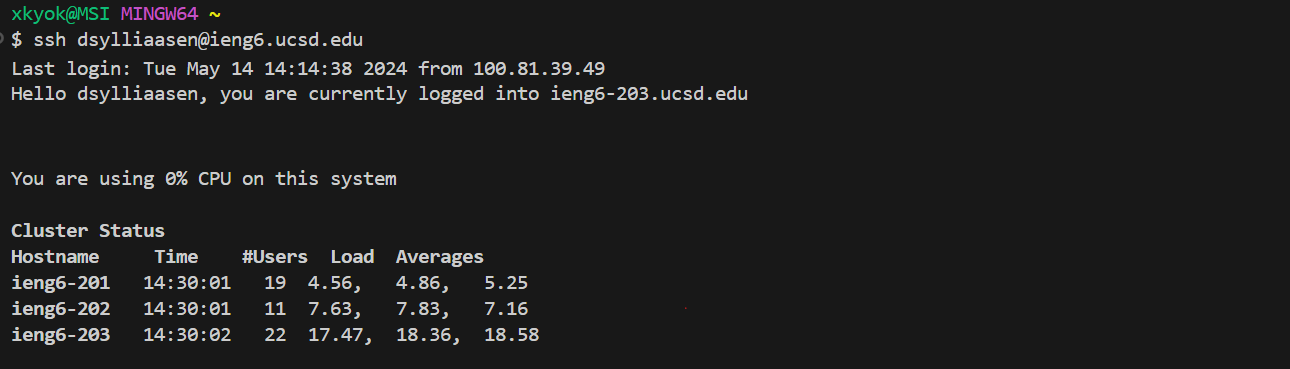 xkyok@MSI MINGW64 ~
$ ssh dsylliaasen@ieng6.ucsd.edu
Last login: Tue May 14 14:14:38 2024 from 100.81.39.49
Hello dsylliaasen, you are currently logged into ieng6-203.ucsd.edu
You are using 0% CPU on this system
Cluster Status
Hostname Time #Users Load Averages
ieng6-201 14:30:01 19 4.56, 4.86, 5.25
ieng6-202 14:30:01 11 7.63, 7.83, 7.16
ieng6-203 14:30:02 22 17.47, 18.36, 18.58